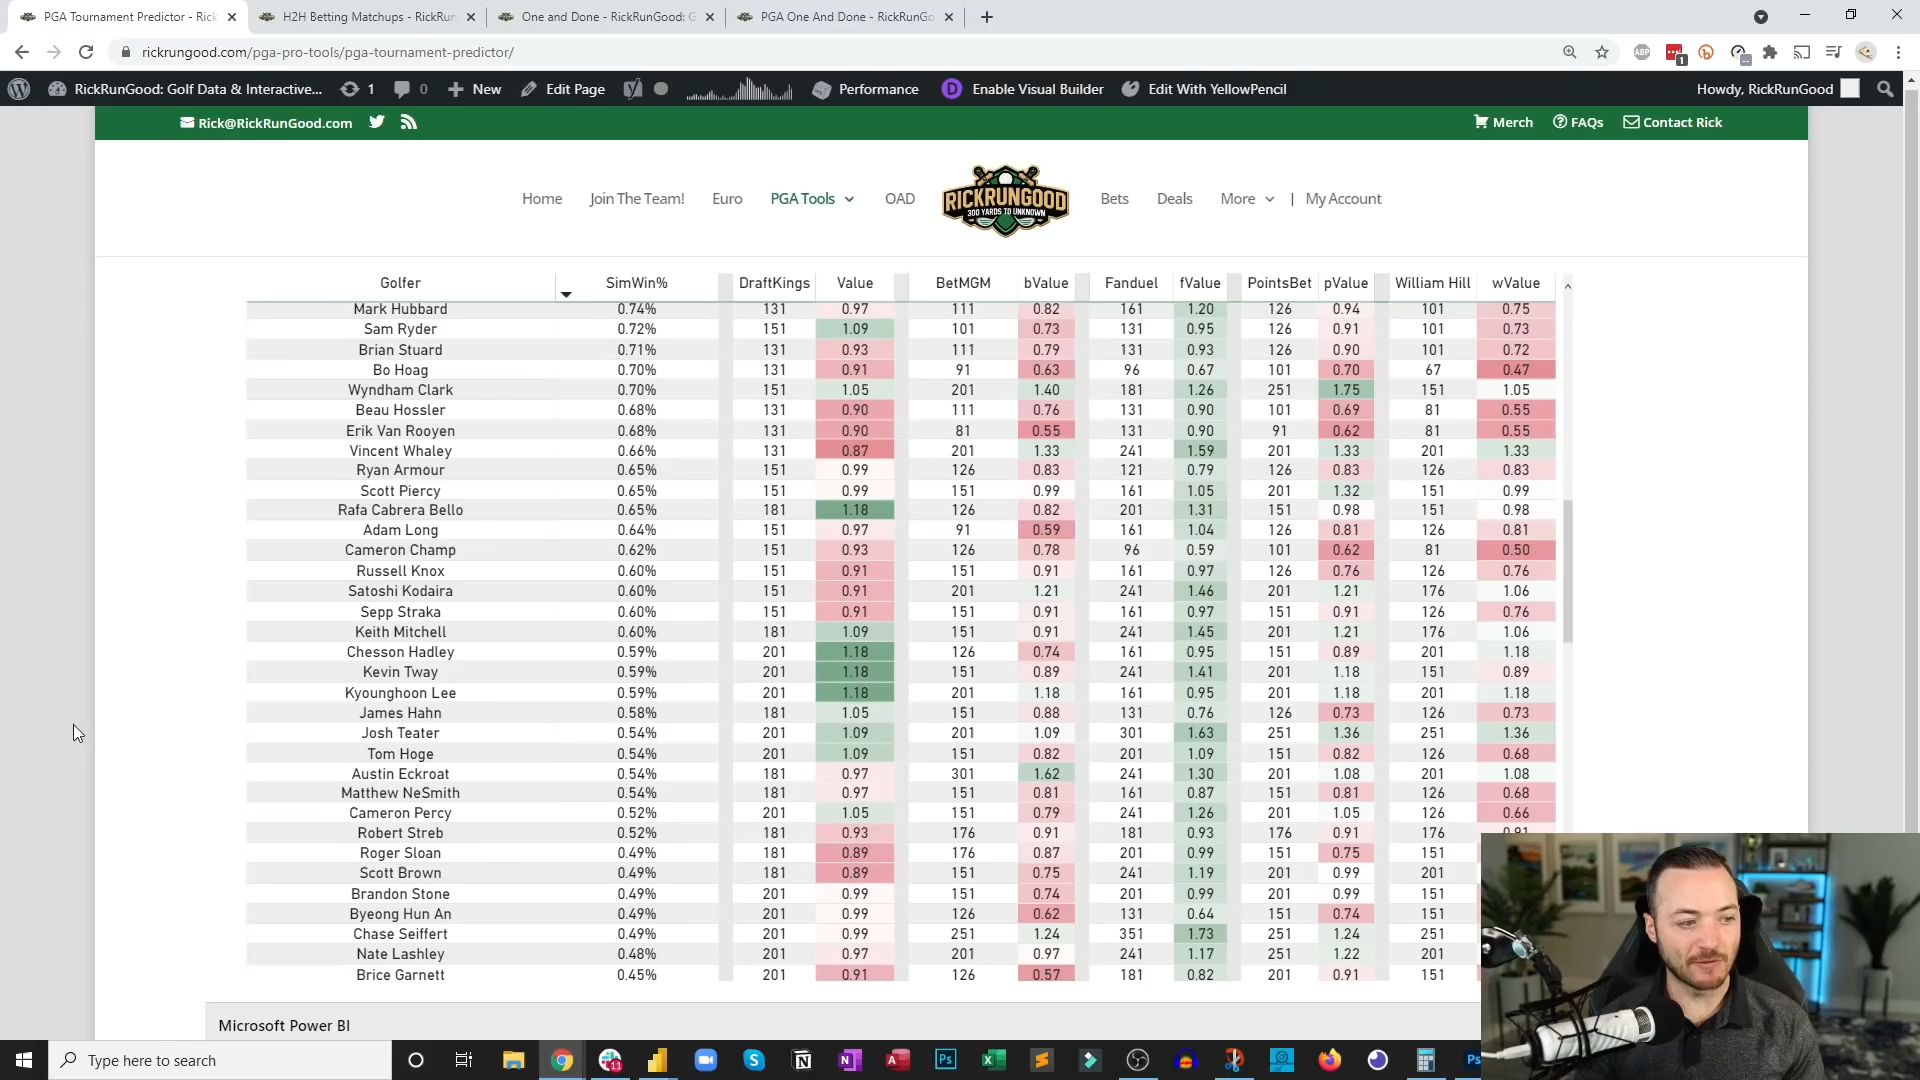 PGA Tournament Predictor - Rick
H2H Betting Matchups - RickRun
One and Done - RickRunGood: G
PGA One And Done - RickRunGo
rickrungood.com/pga-pro-tools/pga-tournament-predictor/
RickRunGood: Golf Data & Interactive... 1 0 New Edit Page Performance Enable Visual Builder Edit With YellowPencil Howdy, RickRunGood
Rick@RickRunGood.com Merch FAQs Contact Rick
Home Join The Team! Euro PGA Tools OAD RICKRUNGOOD Bets Deals More | My Account
300 YARDS TO UNKNOWN
Golfer SimWin% DraftKings Value BetMGM bValue Fanduel fValue PointsBet pValue William Hill wValue
Mark Hubbard 0.74% 131 0.97 111 0.82 161 1.20 126 0.94 101 0.75
Sam Ryder 0.72% 151 1.09 101 0.73 131 0.95 126 0.91 101 0.73
Brian Stuard 0.71% 131 0.93 111 0.79 131 0.93 126 0.90 101 0.72
Bo Hoag 0.70% 131 0.91 91 0.63 96 0.67 101 0.70 67 0.47
Wyndham Clark 0.70% 151 1.05 201 1.40 181 1.26 251 1.75 151 1.05
Beau Hossler 0.68% 131 0.90 111 0.76 131 0.90 101 0.69 81 0.55
Erik Van Rooyen 0.68% 131 0.90 81 0.55 131 0.90 91 0.62 81 0.55
Vincent Whaley 0.66% 131 0.87 201 1.33 241 1.59 201 1.33 201 1.33
Ryan Armour 0.65% 151 0.99 126 0.83 121 0.79 126 0.83 126 0.83
Scott Piercy 0.65% 151 0.99 151 0.99 161 1.05 201 1.32 151 0.99
Rafa Cabrera Bello 0.65% 181 1.18 126 0.82 201 1.31 151 0.98 151 0.98
Adam Long 0.64% 151 0.97 91 0.59 161 1.04 126 0.81 126 0.81
Cameron Champ 0.62% 151 0.93 126 0.78 96 0.59 101 0.62 81 0.50
Russell Knox 0.60% 151 0.91 151 0.91 161 0.97 126 0.76 126 0.76
Satoshi Kodaira 0.60% 151 0.91 201 1.21 241 1.46 201 1.21 176 1.06
Sepp Straka 0.60% 151 0.91 151 0.91 161 0.97 151 0.91 126 0.76
Keith Mitchell 0.60% 181 1.09 151 0.91 241 1.45 201 1.21 176 1.06
Chesson Hadley 0.59% 201 1.18 126 0.74 161 0.95 151 0.89 201 1.18
Kevin Tway 0.59% 201 1.18 151 0.89 241 1.41 201 1.18 151 0.89
Kyounghoon Lee 0.59% 201 1.18 201 1.18 161 0.95 201 1.18 201 1.18
James Hahn 0.58% 181 1.05 151 0.88 131 0.76 126 0.73 126 0.73
Josh Teater 0.54% 201 1.09 201 1.09 301 1.63 251 1.36 251 1.36
Tom Hoge 0.54% 201 1.09 151 0.82 201 1.09 151 0.82 126 0.68
Austin Eckroat 0.54% 181 0.97 301 1.62 241 1.30 201 1.08 201 1.08
Matthew NeSmith 0.54% 181 0.97 151 0.81 161 0.87 151 0.81 126 0.68
Cameron Percy 0.52% 201 1.05 151 0.79 241 1.26 201 1.05 126 0.66
Robert Streb 0.52% 181 0.93 176 0.91 181 0.93 176 0.91 176 0.91
Roger Sloan 0.49% 181 0.89 176 0.87 201 0.99 151 0.75 151
Scott Brown 0.49% 181 0.89 151 0.75 241 1.19 201 0.99 201
Brandon Stone 0.49% 201 0.99 151 0.74 201 0.99 201 0.99 151
Byeong Hun An 0.49% 201 0.99 126 0.62 131 0.64 151 0.74 151
Chase Seiffert 0.49% 201 0.99 251 1.24 351 1.73 251 1.24 251
Nate Lashley 0.48% 201 0.97 201 0.97 241 1.17 251 1.22 201
Brice Garnett 0.45% 201 0.91 126 0.57 181 0.82 201 0.91 151
Microsoft Power BI
Type here to search